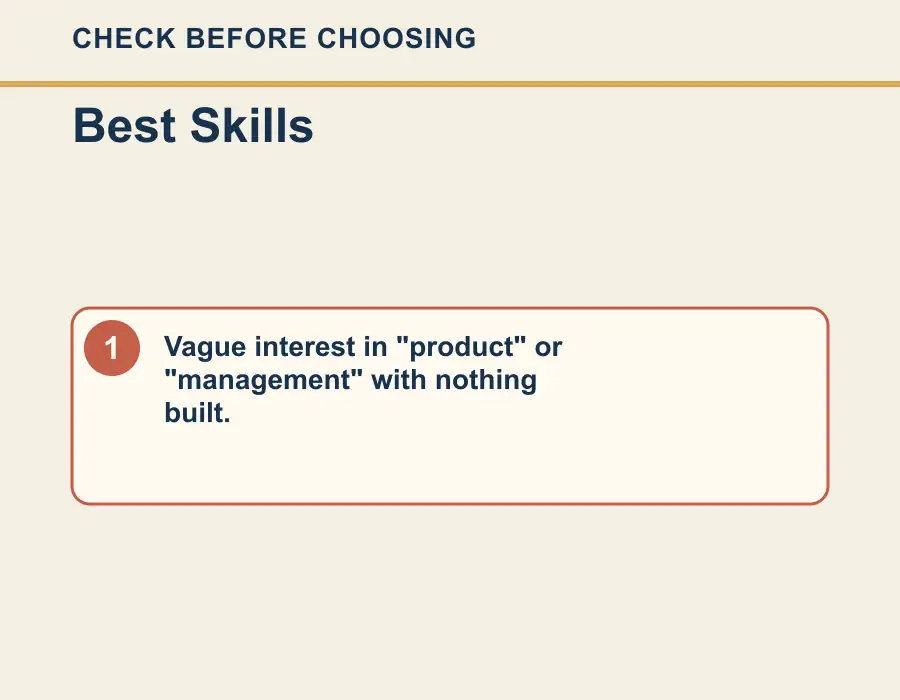 CHECK BEFORE CHOOSING
Best Skills
1
Vague interest in "product" or
"management" with nothing
built.